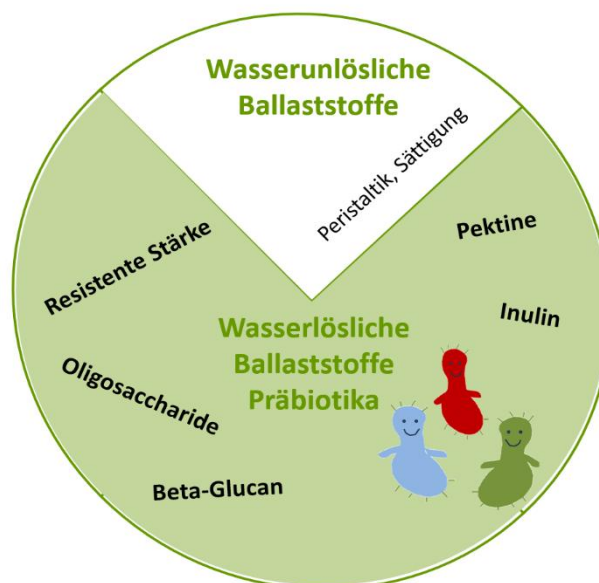 Wasserunlösliche
Ballaststoffe
Peristaltik, Sättigung
Pektine
Resistente Stärke
Inulin
Wasserlösliche
Ballaststoffe
Präbiotika
Oligosaccharide
Beta-Glucan